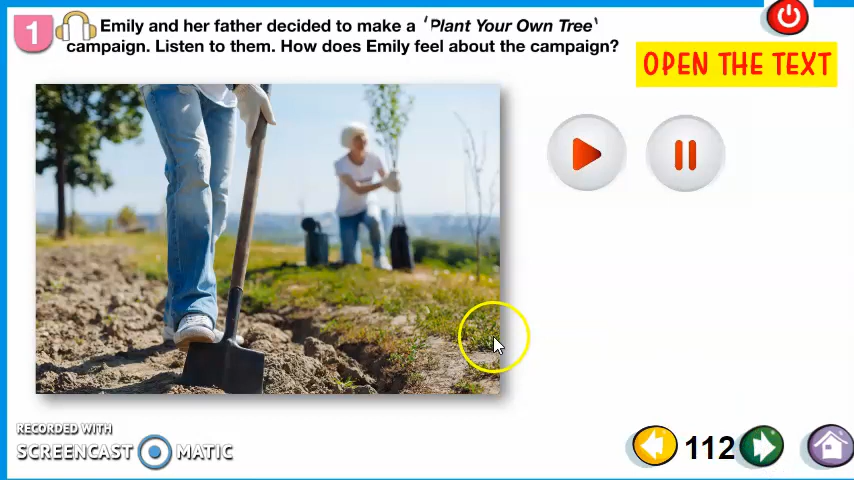 1 Emily and her father decided to make a 'Plant Your Own Tree'
campaign. Listen to them. How does Emily feel about the campaign?
OPEN THE TEXT
RECORDED WITH
SCREENCAST MATIC
112